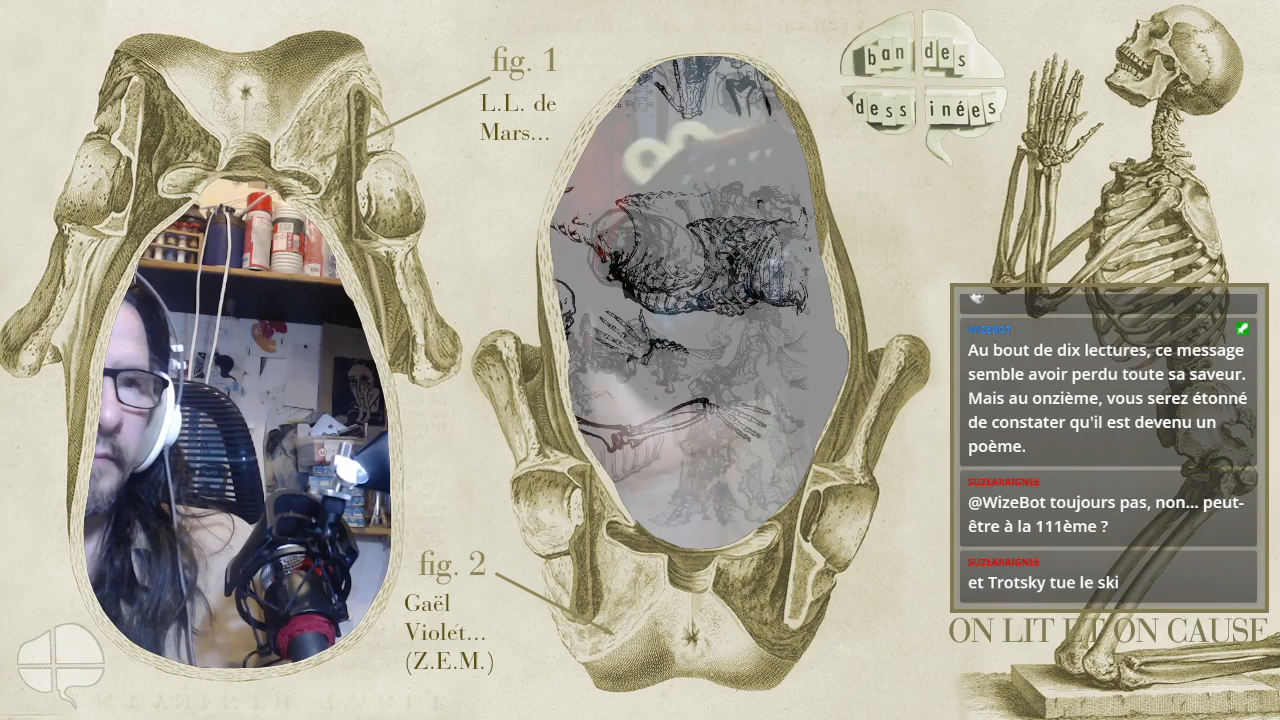 fig. 1
L.L. de
Mars...
ban des
dess inées
WIZEBOT
Au bout de dix lectures, ce message
semble avoir perdu toute sa saveur.
Mais au onzième, vous serez étonné
de constater qu'il est devenu un
poème.
SUZEARAIGNEE
@WizeBot toujours pas, non... peut-
être à la 111ème ?
SUZEARAIGNEE
et Trotsky tue le ski
fig. 2
Gaël
Violet...
(Z.E.M.)
ON LIT ET ON CAUSE